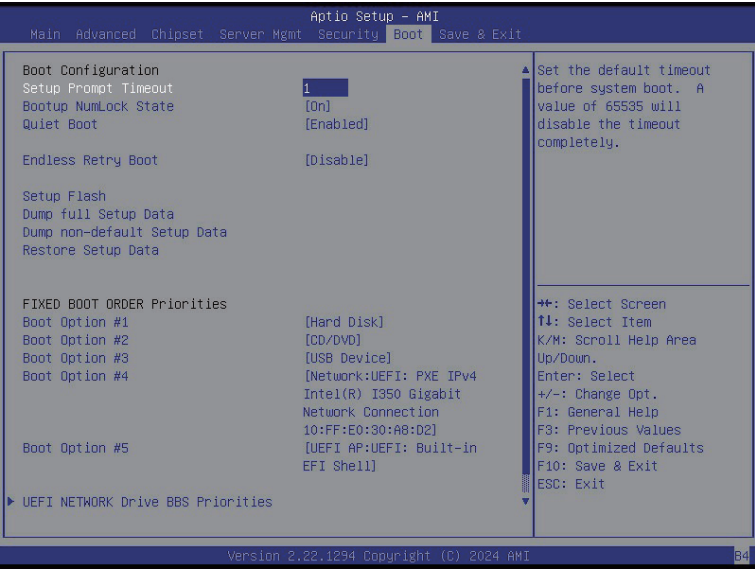 Aptio Setup – AMI
Main Advanced Chipset Server Mgmt Security Boot Save & Exit
Boot Configuration
Setup Prompt Timeout 1
Bootup NumLock State [On]
Quiet Boot [Enabled]
Endless Retry Boot [Disable]
Setup Flash
Dump full Setup Data
Dump non-default Setup Data
Restore Setup Data
FIXED BOOT ORDER Priorities
Boot Option #1 [Hard Disk]
Boot Option #2 [CD/DVD]
Boot Option #3 [USB Device]
Boot Option #4 [Network:UEFI: PXE IPv4
Intel(R) I350 Gigabit
Network Connection
10:FF:E0:30:A8:D2]
Boot Option #5 [UEFI AP:UEFI: Built-in
EFI Shell]
UEFI NETWORK Drive BBS Priorities
Set the default timeout
before system boot. A
value of 65535 will
disable the timeout
completely.
→←: Select Screen
↑↓: Select Item
K/M: Scroll Help Area
Up/Down.
Enter: Select
+/-: Change Opt.
F1: General Help
F3: Previous Values
F9: Optimized Defaults
F10: Save & Exit
ESC: Exit
Version 2.22.1294 Copyright (C) 2024 AMI
B4